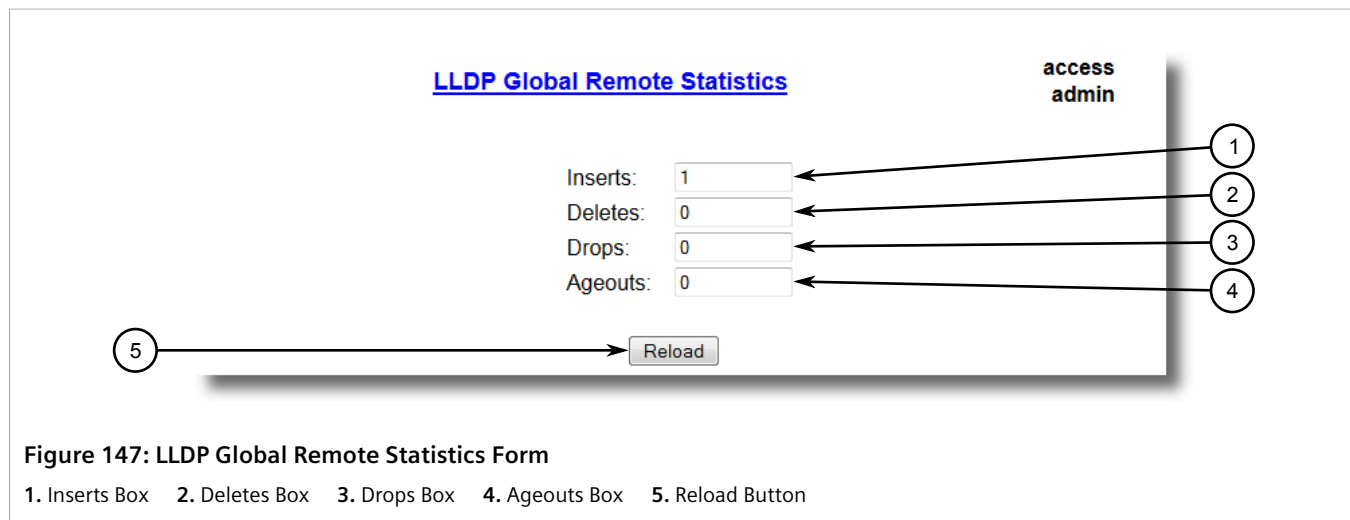 LLDP Global Remote Statistics
access
admin
Inserts: 1
Deletes: 0
Drops: 0
Ageouts: 0
Reload
1
2
3
4
5
Figure 147: LLDP Global Remote Statistics Form
1. Inserts Box 2. Deletes Box 3. Drops Box 4. Ageouts Box 5. Reload Button